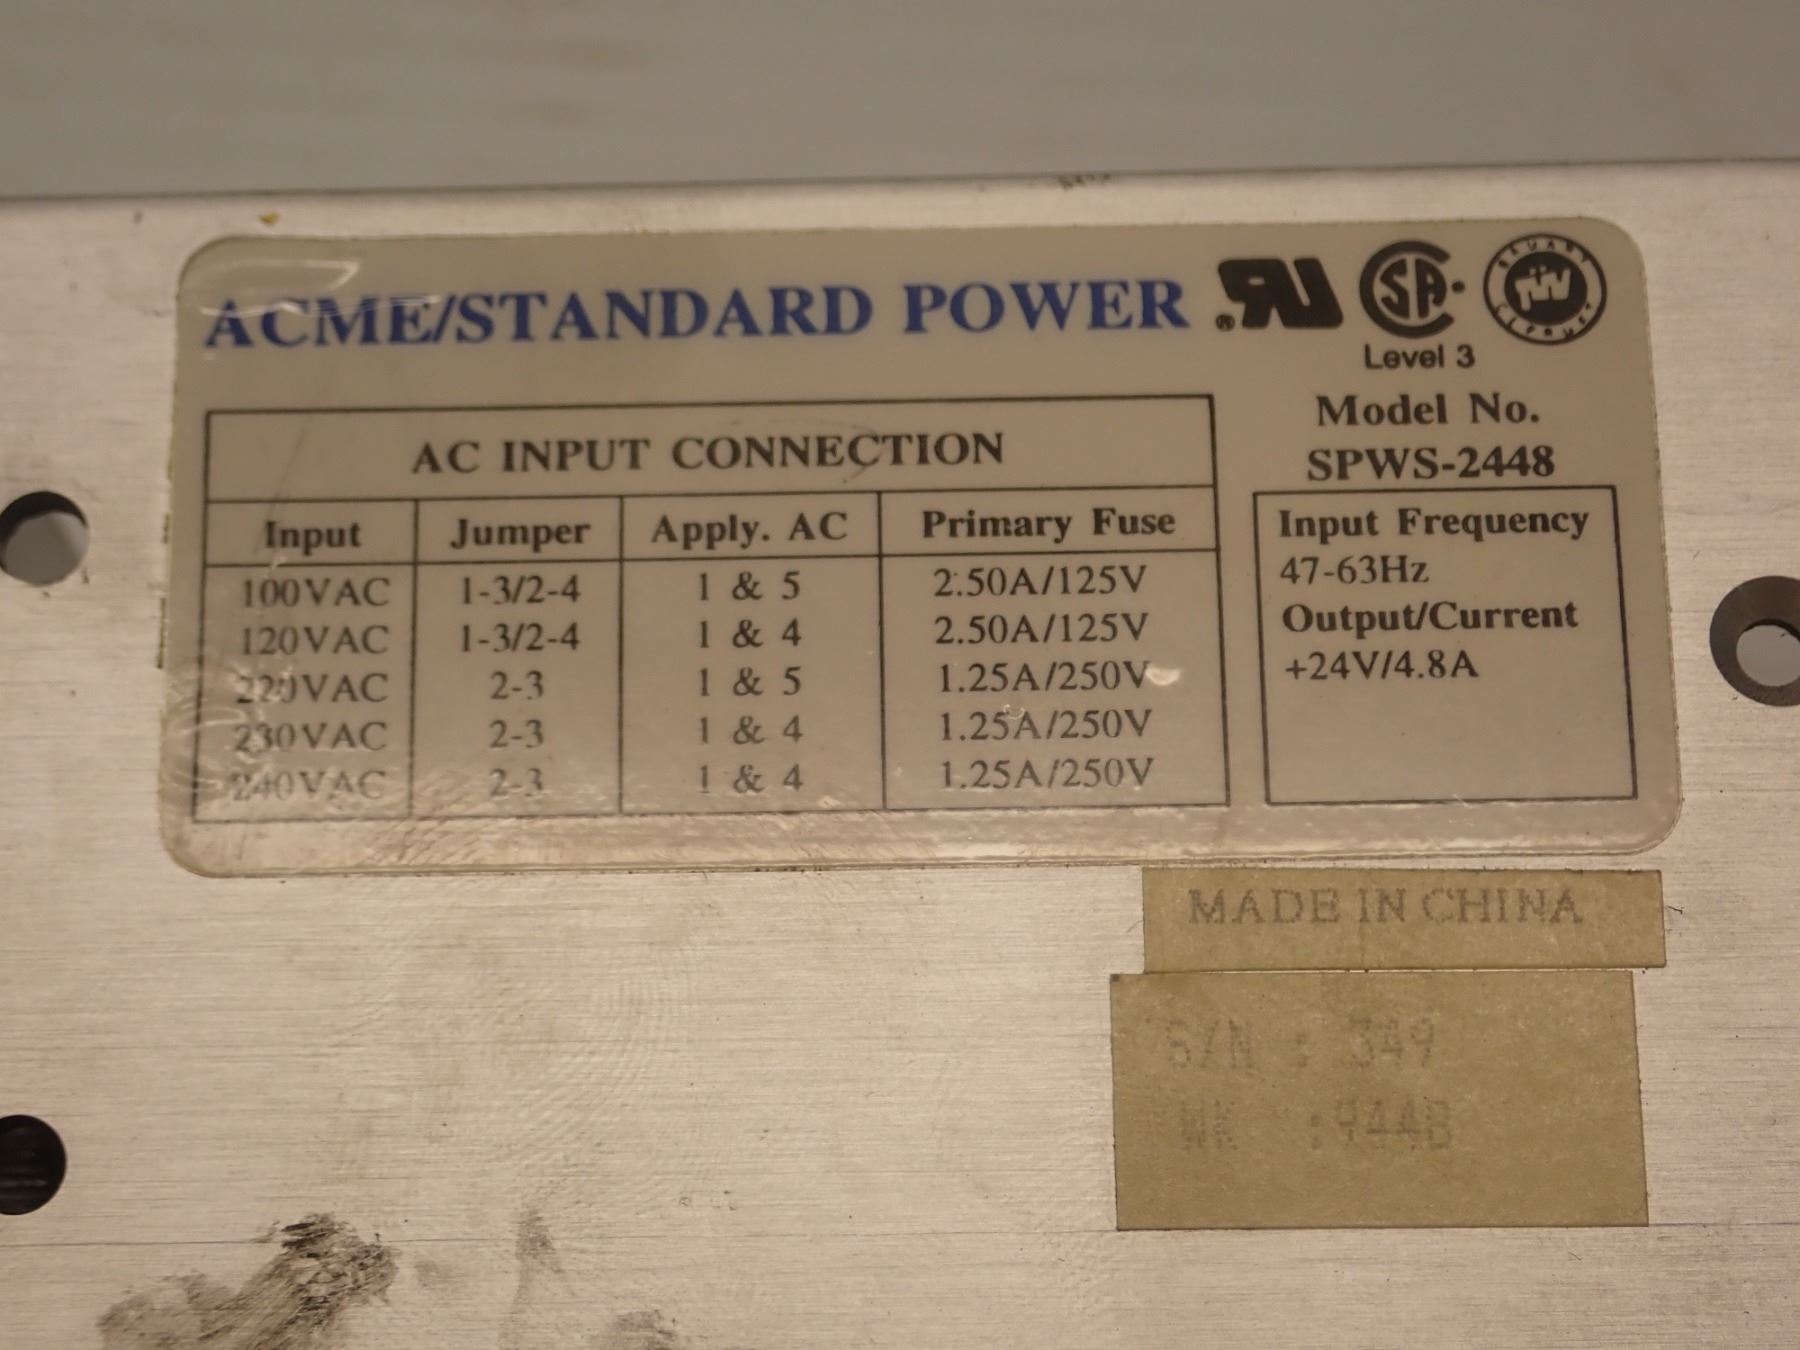 ACME/STANDARD POWER
®
SA
Level 3
Model No.
SPWS-2448
AC INPUT CONNECTION
Input Jumper Apply. AC Primary Fuse
100VAC 1-3/2-4 1 & 5 2.50A/125V
120VAC 1-3/2-4 1 & 4 2.50A/125V
220VAC 2-3 1 & 5 1.25A/250V
230VAC 2-3 1 & 4 1.25A/250V
240VAC 2-3 1 & 4 1.25A/250V
Input Frequency
47-63Hz
Output/Current
+24V/4.8A
MADE IN CHINA
S/N : 349
WK :